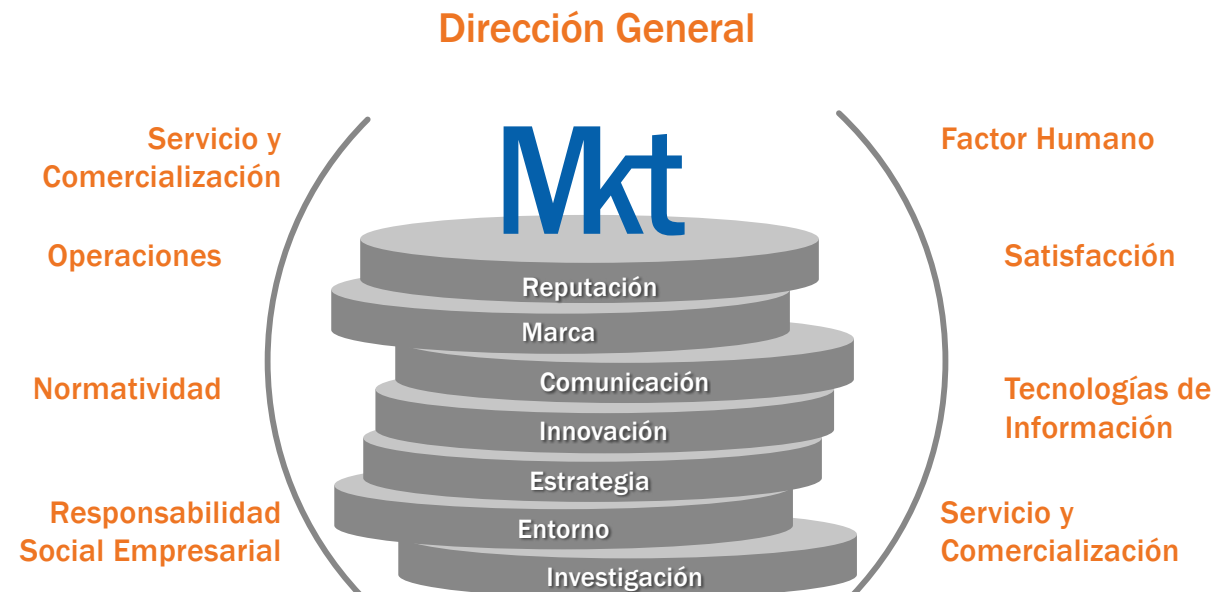 Dirección General
Servicio y
Comercialización
Operaciones
Normatividad
Responsabilidad
Social Empresarial
Mkt
Reputación
Marca
Comunicación
Innovación
Estrategia
Entorno
Investigación
Factor Humano
Satisfacción
Tecnologías de
Información
Servicio y
Comercialización